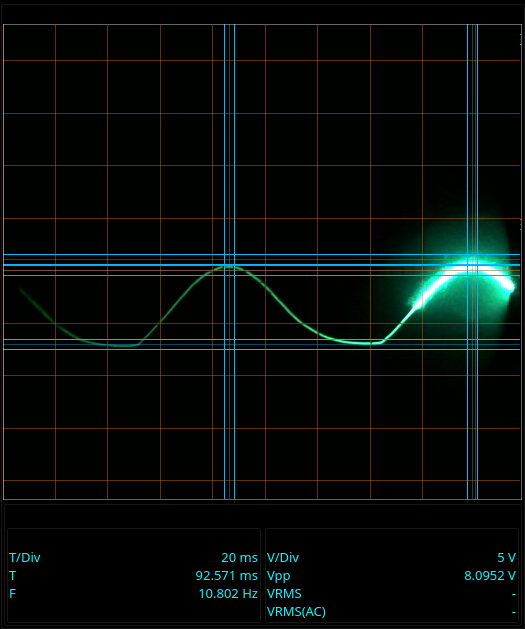 T/Div 20 ms
T 92.571 ms
F 10.802 Hz
V/Div 5 V
Vpp 8.0952 V
VRMS -
VRMS(AC) -